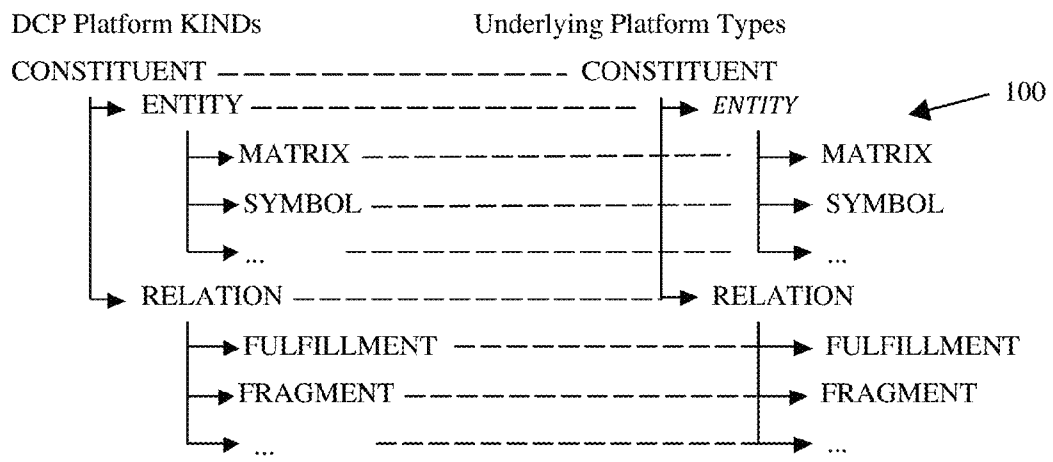 DCP Platform KINDs Underlying Platform Types
CONSTITUENT CONSTITUENT
ENTITY ENTITY 100
MATRIX MATRIX
SYMBOL SYMBOL
... ...
RELATION RELATION
FULFILLMENT FULFILLMENT
FRAGMENT FRAGMENT
... ...